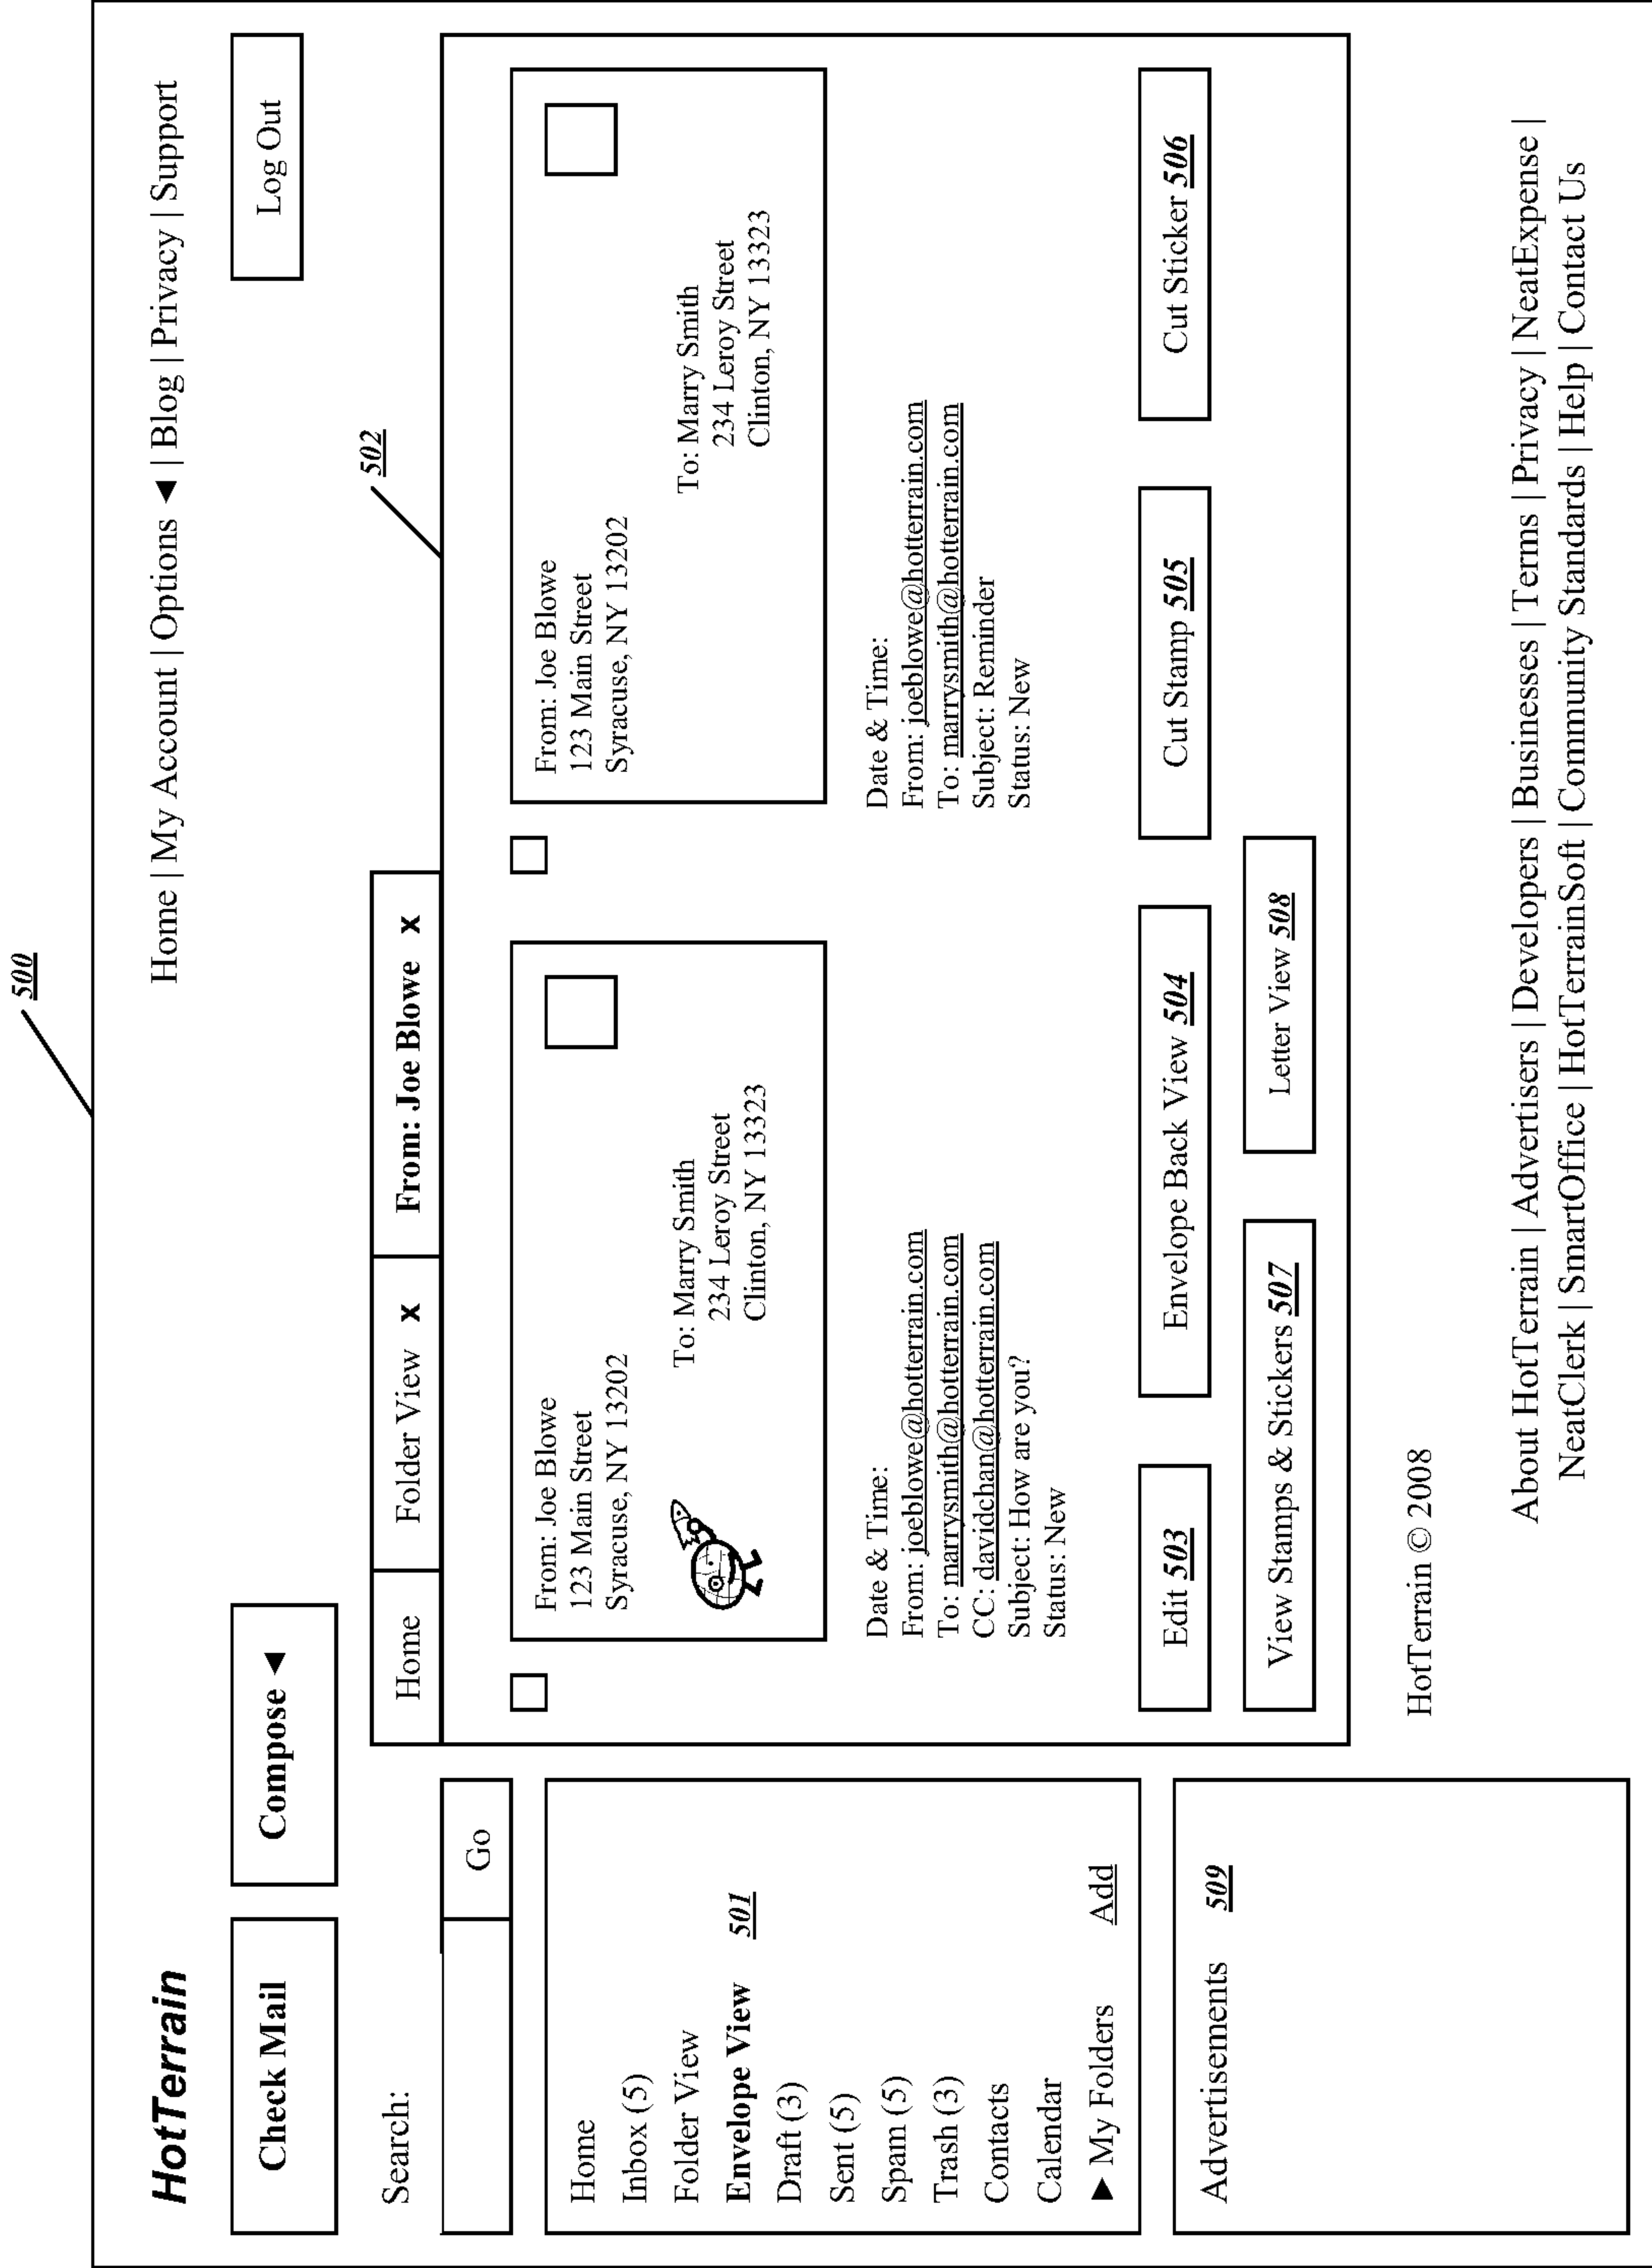 500
HotTerrain
Home | My Account | Options ▼ | Blog | Privacy | Support
Check Mail
Compose ▼
Log Out
Search:
Go
Home
Folder View x
From: Joe Blowe x
502
Home
Inbox (5)
Folder View
Envelope View 501
Draft (3)
Sent (5)
Spam (5)
Trash (3)
Contacts
Calendar
► My Folders Add
Advertisements 509
From: Joe Blowe
123 Main Street
Syracuse, NY 13202
To: Marry Smith
234 Leroy Street
Clinton, NY 13323
Date & Time:
From: joeblowe@hotterrain.com
To: marrysmith@hotterrain.com
CC: davidchan@hotterrain.com
Subject: How are you?
Status: New
From: Joe Blowe
123 Main Street
Syracuse, NY 13202
To: Marry Smith
234 Leroy Street
Clinton, NY 13323
Date & Time:
From: joeblowe@hotterrain.com
To: marrysmith@hotterrain.com
Subject: Reminder
Status: New
Edit 503
Envelope Back View 504
Cut Stamp 505
Cut Sticker 506
View Stamps & Stickers 507
Letter View 508
HotTerrain © 2008
About HotTerrain | Advertisers | Developers | Businesses | Terms | Privacy | NeatExpense |
NeatClerk | SmartOffice | HotTerrainSoft | Community Standards | Help | Contact Us